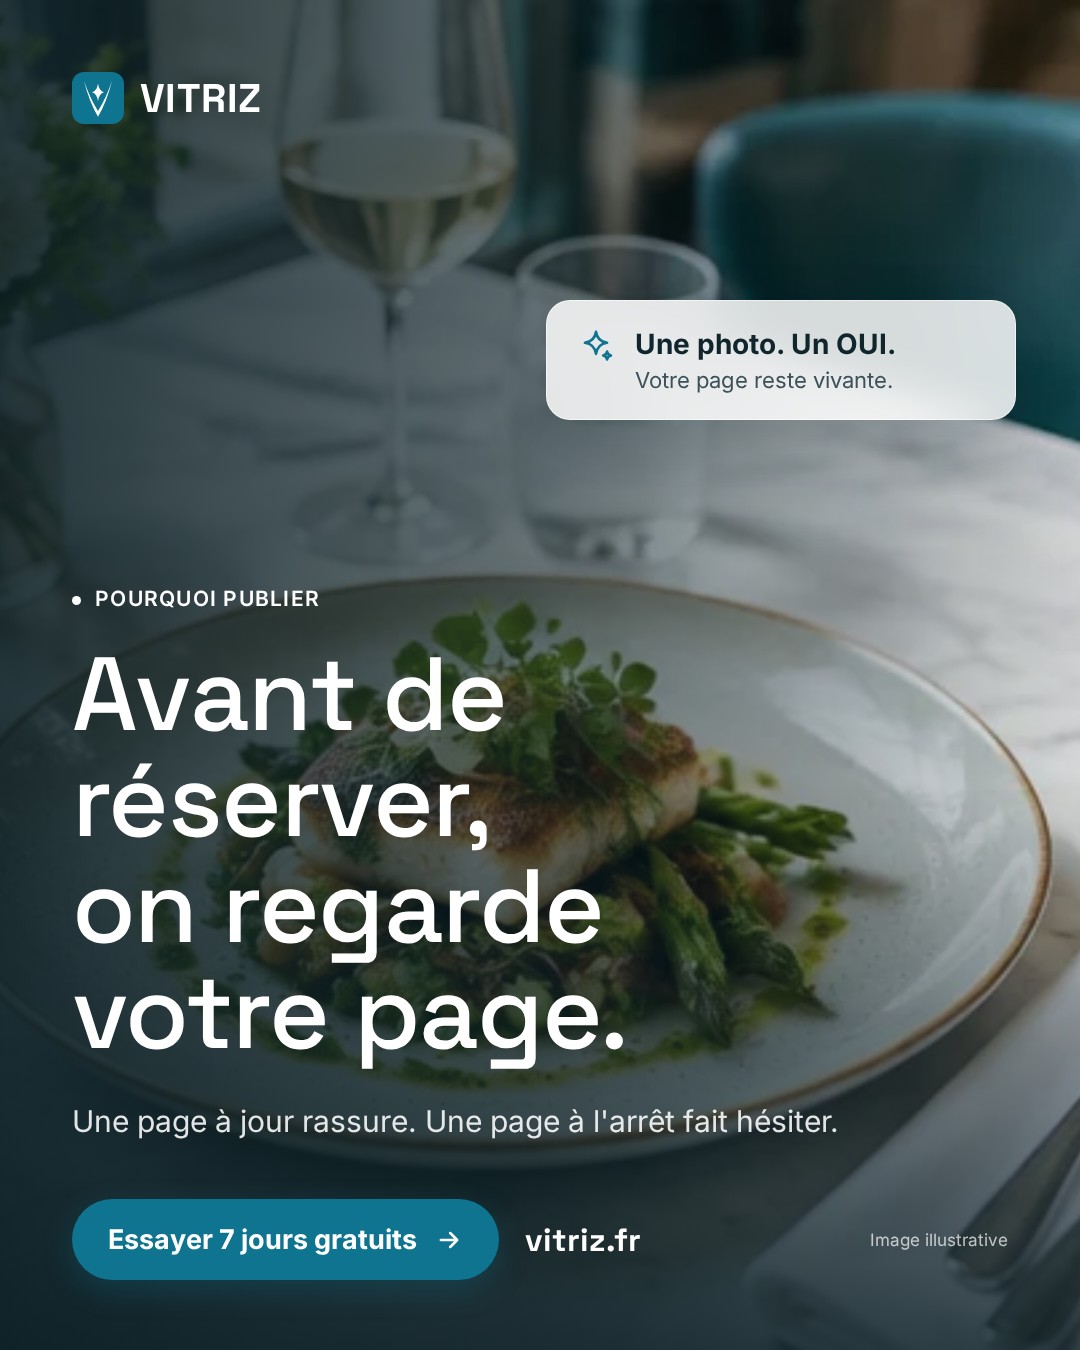 VITRIZ
Une photo. Un OUI.
Votre page reste vivante.
POURQUOI PUBLIER
Avant de
réserver,
on regarde
votre page.
Une page à jour rassure. Une page à l'arrêt fait hésiter.
Essayer 7 jours gratuits →
vitriz.fr
Image illustrative